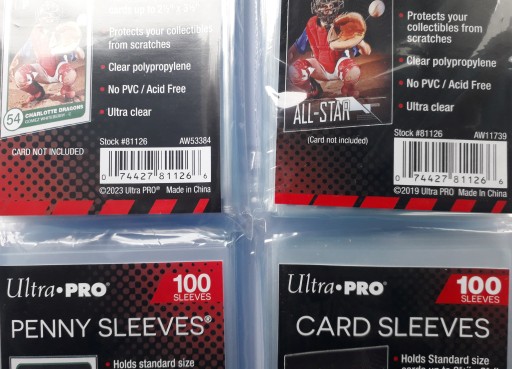 Protects your
collectibles
from scratches
Clear polypropylene
No PVC / Acid Free
Ultra clear
54
CHARLOTTE DRAGONS
CARD NOT INCLUDED
Stock #81126 AW53384
0 74427 81126 6
©2023 Ultra PRO® Made in China
• Protects your
collectibles from
scratches
• Clear polypropylene
• No PVC / Acid Free
• Ultra clear
ALL-STAR
(Card not included)
Stock #81126 AW11739
0 74427 81126 6
©2019 Ultra PRO Made in China
Ultra•PRO®
100
SLEEVES
PENNY SLEEVES®
• Holds standard size
Ultra•PRO®
100
SLEEVES
CARD SLEEVES
• Holds Standard size